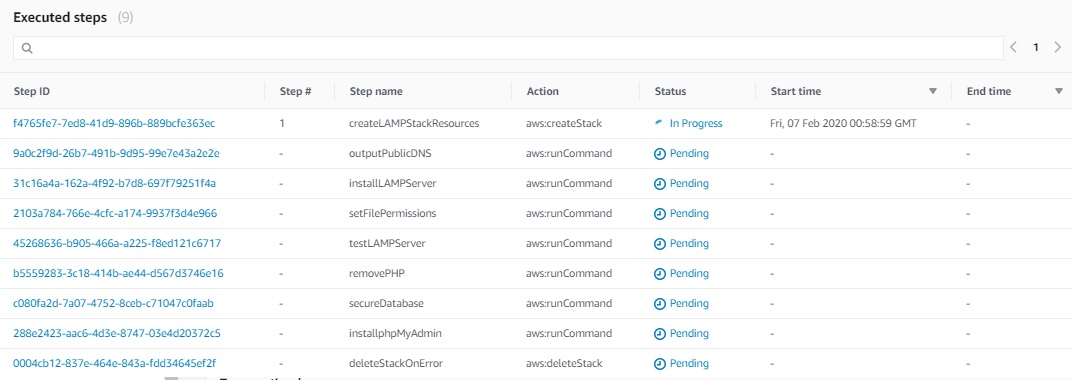 Executed steps (9)
1
Step ID Step # Step name Action Status Start time End time
f4765fe7-7ed8-41d9-896b-889bcfe363ec 1 createLAMPStackResources aws:createStack In Progress Fri, 07 Feb 2020 00:58:59 GMT -
9a0c2f9d-26b7-491b-9d95-99e7e43a2e2e - outputPublicDNS aws:runCommand Pending - -
31c16a4a-162a-4f92-b7d8-697f79251f4a - installLAMPServer aws:runCommand Pending - -
2103a784-766e-4cfc-a174-9937f3d4e966 - setFilePermissions aws:runCommand Pending - -
45268636-b905-466a-a225-f8ed121c6717 - testLAMPServer aws:runCommand Pending - -
b5559283-3c18-414b-ae44-d567d3746e16 - removePHP aws:runCommand Pending - -
c080fa2d-7a07-4752-8ceb-c71047c0faab - secureDatabase aws:runCommand Pending - -
288e2423-aac6-4d3e-8747-03e4d20372c5 - installphpMyAdmin aws:runCommand Pending - -
0004cb12-837e-464e-843a-fdd34645ef2f - deleteStackOnError aws:deleteStack Pending - -